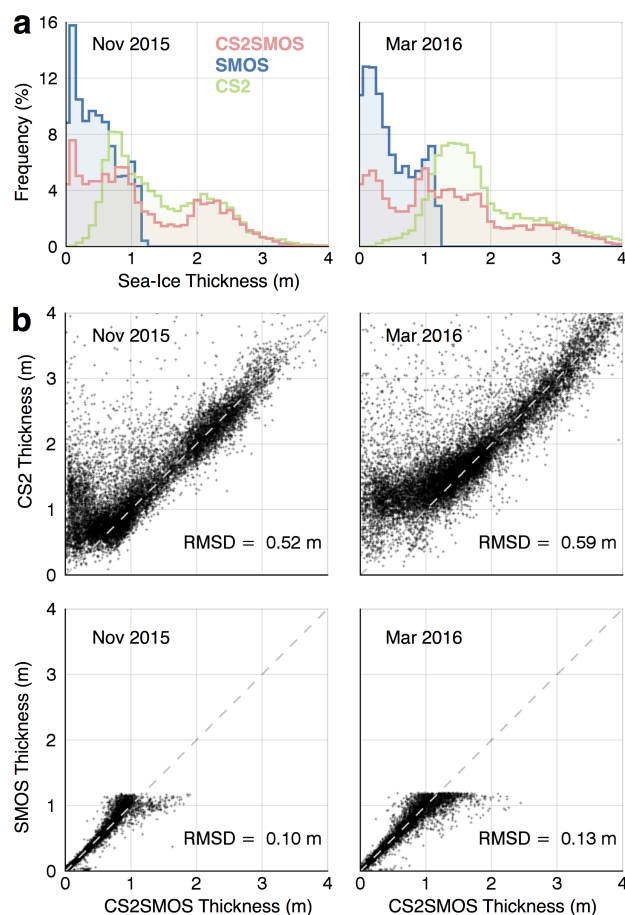 a
Nov 2015
CS2SMOS
SMOS
CS2
Mar 2016
Frequency (%)
16
12
8
4
0
0 1 2 3 4
0 1 2 3 4
Sea-Ice Thickness (m)
b
Nov 2015
Mar 2016
CS2 Thickness (m)
4
3
2
1
0
RMSD = 0.52 m
RMSD = 0.59 m
Nov 2015
Mar 2016
SMOS Thickness (m)
4
3
2
1
0
RMSD = 0.10 m
RMSD = 0.13 m
0 1 2 3 4
0 1 2 3 4
CS2SMOS Thickness (m)
CS2SMOS Thickness (m)